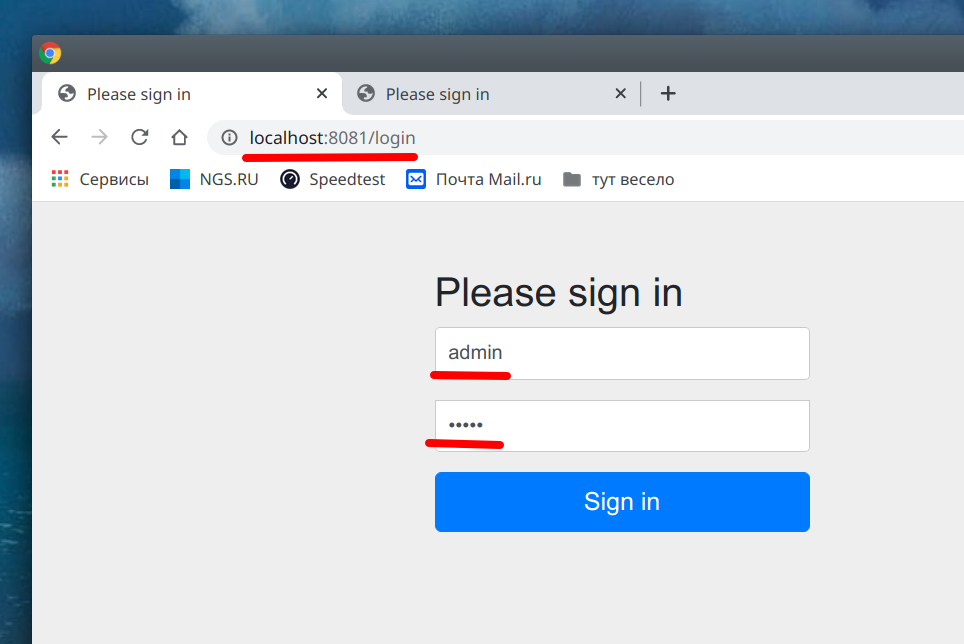 Please sign in Please sign in
localhost:8081/login
Сервисы NGS.RU Speedtest Почта Mail.ru тут весело
Please sign in
admin
•••••
Sign in